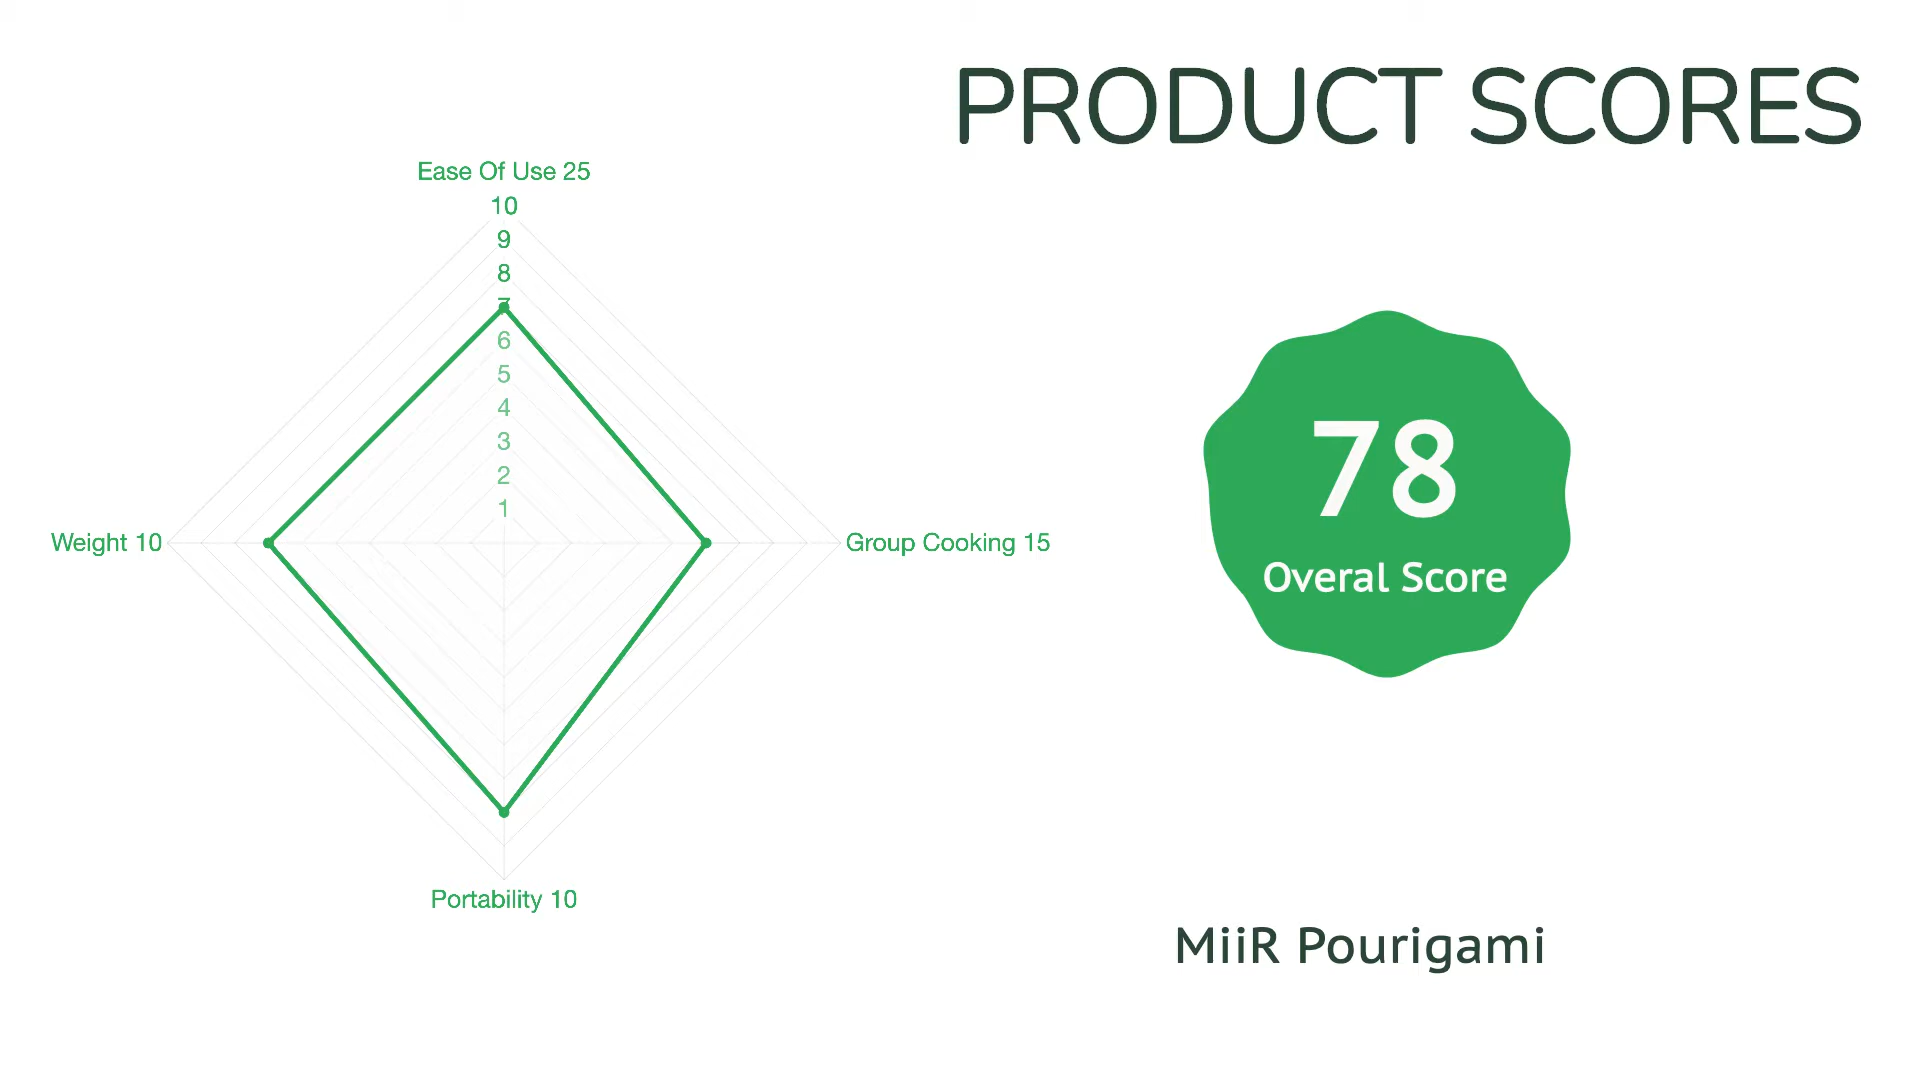 PRODUCT SCORES
Ease Of Use 25
10
9
8
7
6
5
4
3
2
1
Weight 10
Group Cooking 15
Portability 10
78
Overal Score
MiiR Pourigami